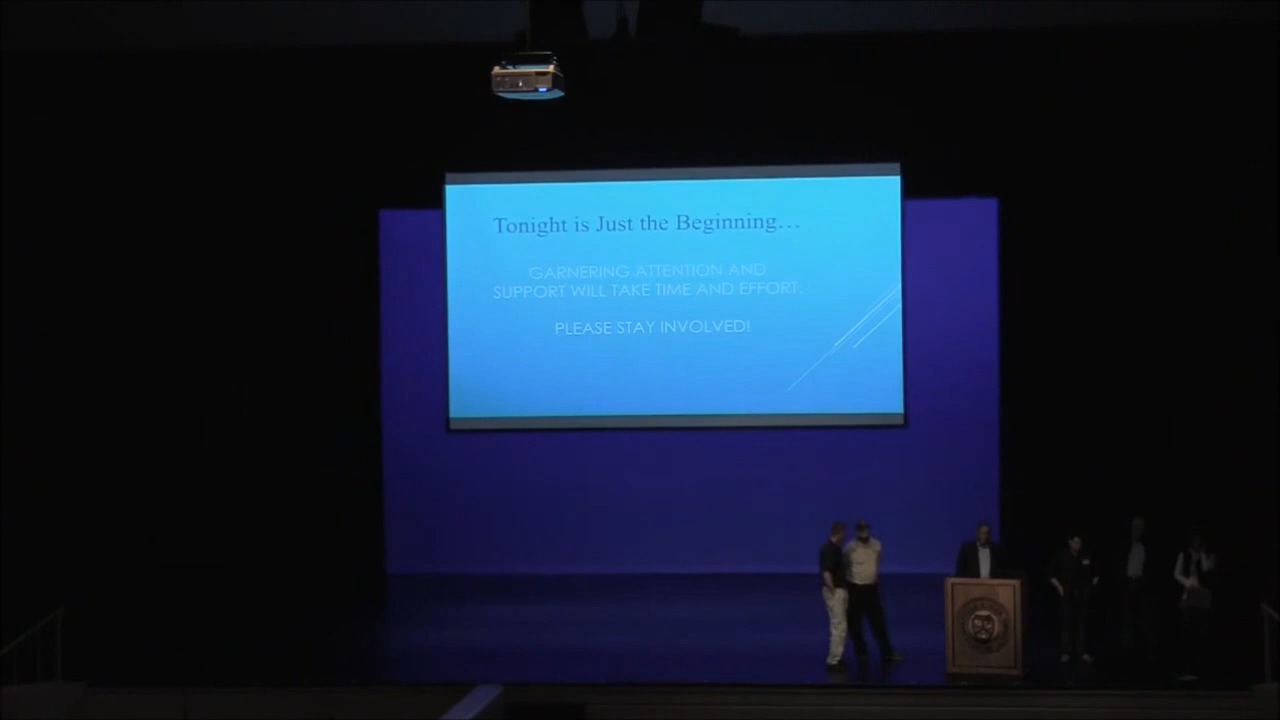 Tonight is Just the Beginning...
GARNERING ATTENTION AND
SUPPORT WILL TAKE TIME AND EFFORT.
PLEASE STAY INVOLVED!